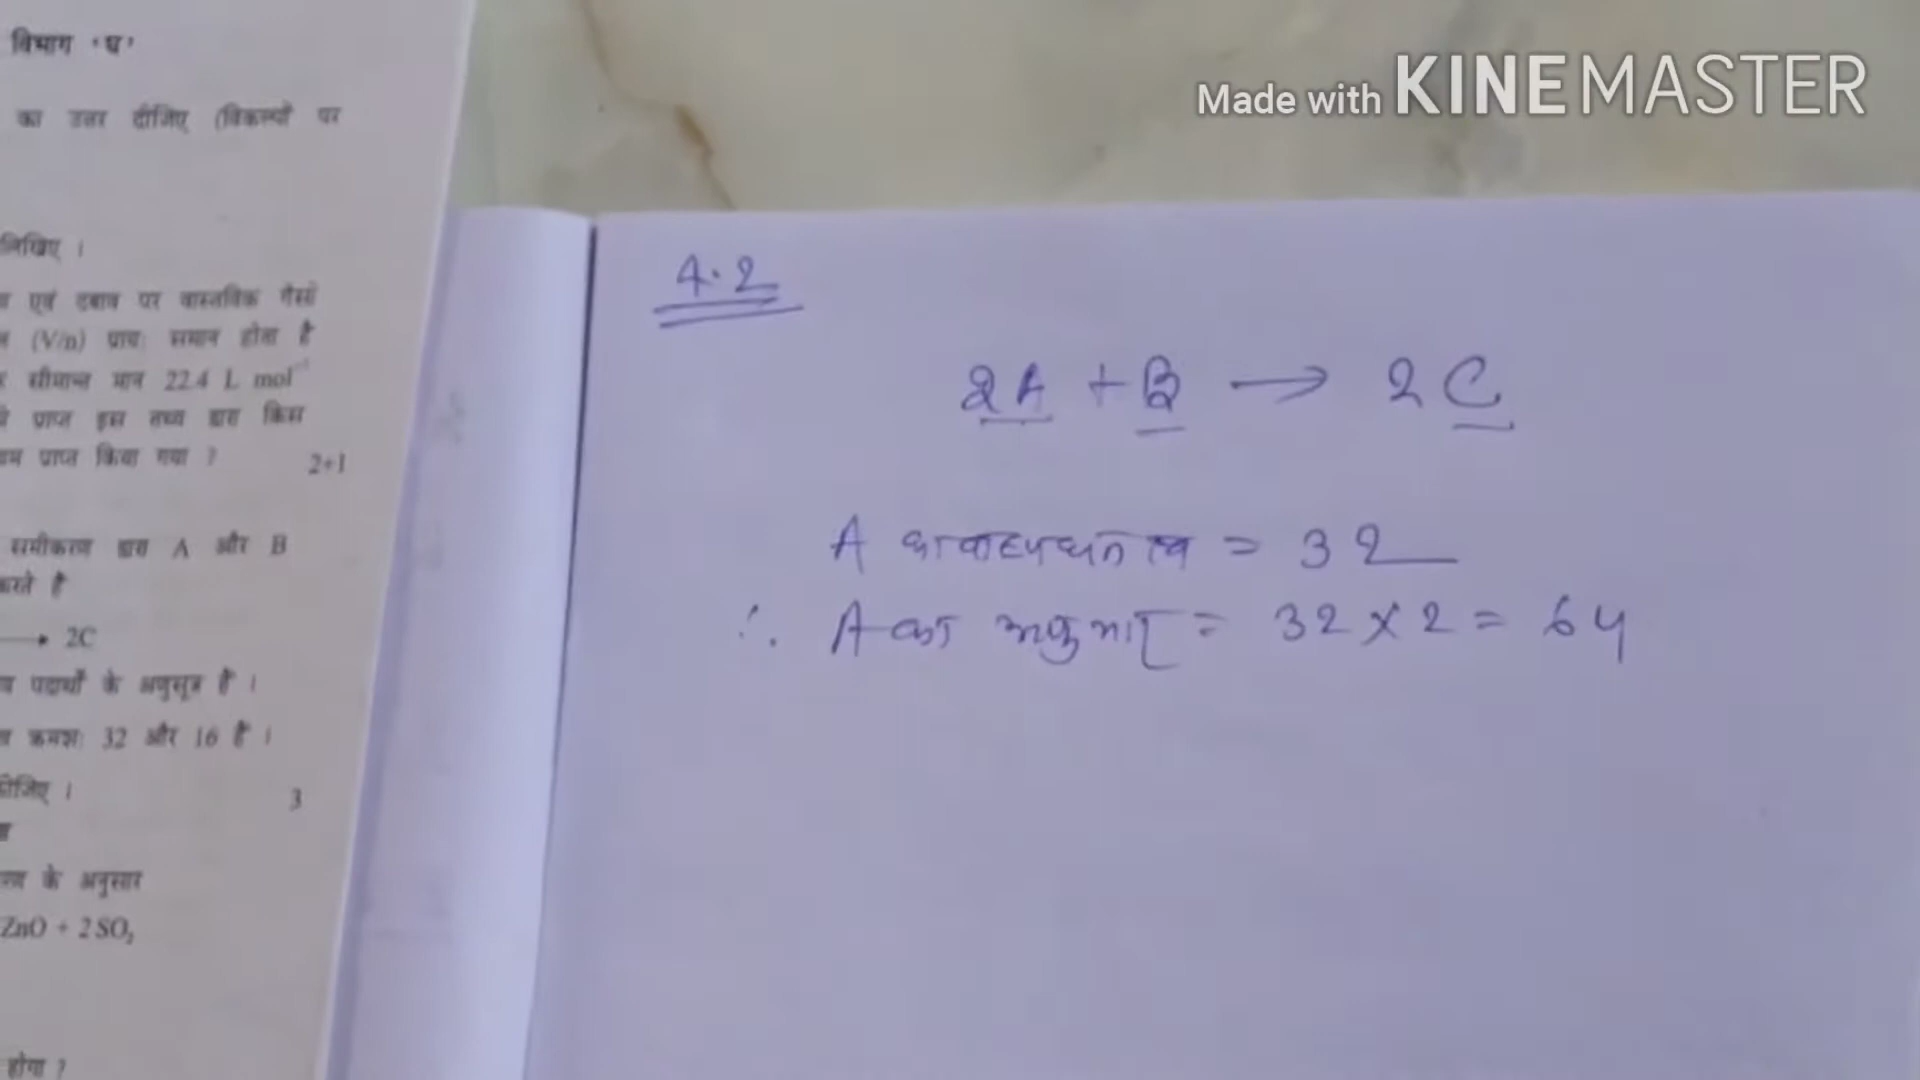 विभाग 'घ'
का उत्तर दीजिए (विकल्पों पर
लिखिए ।
एवं दबाव पर वास्तविक गैसों
(V/n) प्रायः समान होता है
सीमान्त मान 22.4 L mol⁻¹
प्राप्त इस तथ्य द्वारा किस
प्राप्त किया गया ? 2+1
समीकरण द्वारा A और B
करते है
→ 2C
पदार्थों के अणुसूत्र हैं ।
क्रमशः 32 और 16 है ।
कीजिए । 3
के अनुसार
ZnO + 2SO₂
होगा ?
Made with KINEMASTER
4.2
2A + B → 2C
A का वाष्पघनत्व = 32
∴ A का अणुभार = 32 x 2 = 64